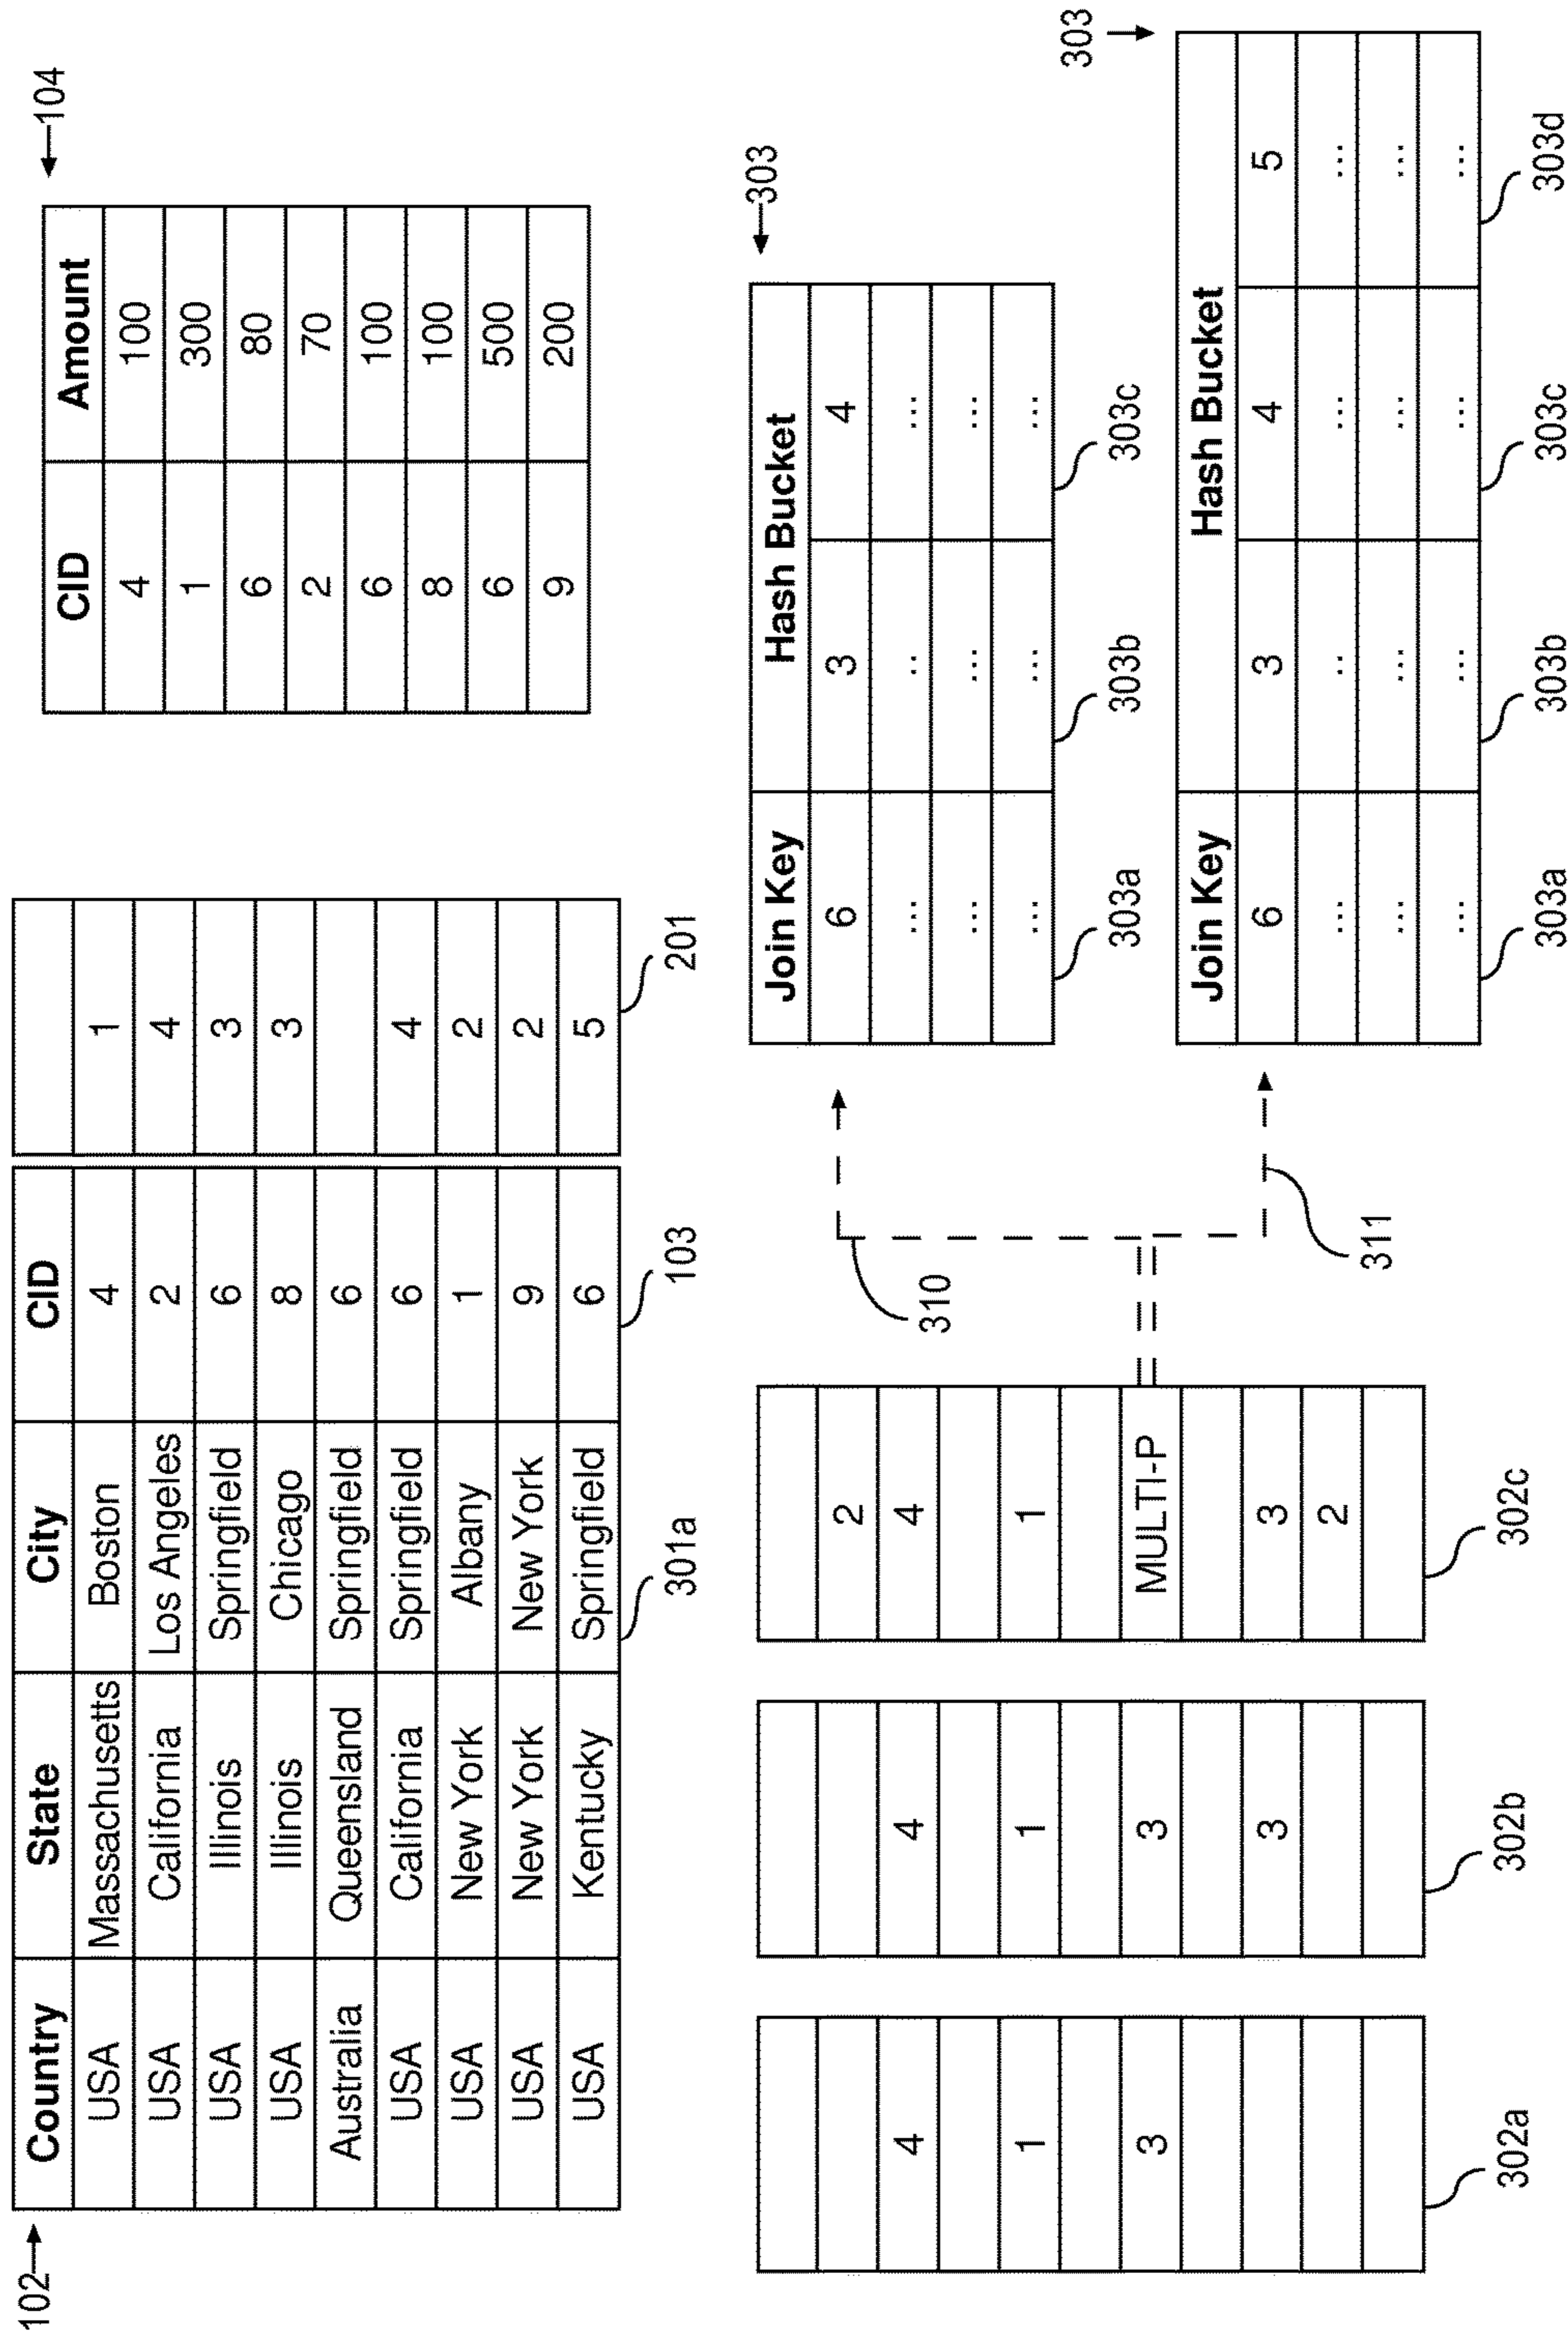 102
Country State City CID
USA Massachusetts Boston 4 1
USA California Los Angeles 2 4
USA Illinois Springfield 6 3
USA Illinois Chicago 8 3
Australia Queensland Springfield 6
USA California Springfield 6 4
USA New York Albany 1 2
USA New York New York 9 2
USA Kentucky Springfield 6 5
301a 103 201
104
CID Amount
4 100
1 300
6 80
2 70
6 100
8 100
6 500
9 200
2
4 4 4
1 1 1
3 3 MULTI-P
3 3
2
302a 302b 302c
310
311
303
Join Key Hash Bucket
6 3 4
... .. ...
... ... ...
... ... ...
303a 303b 303c
303
Join Key Hash Bucket
6 3 4 5
... .. ... ...
... ... ... ...
... ... ... ...
303a 303b 303c 303d